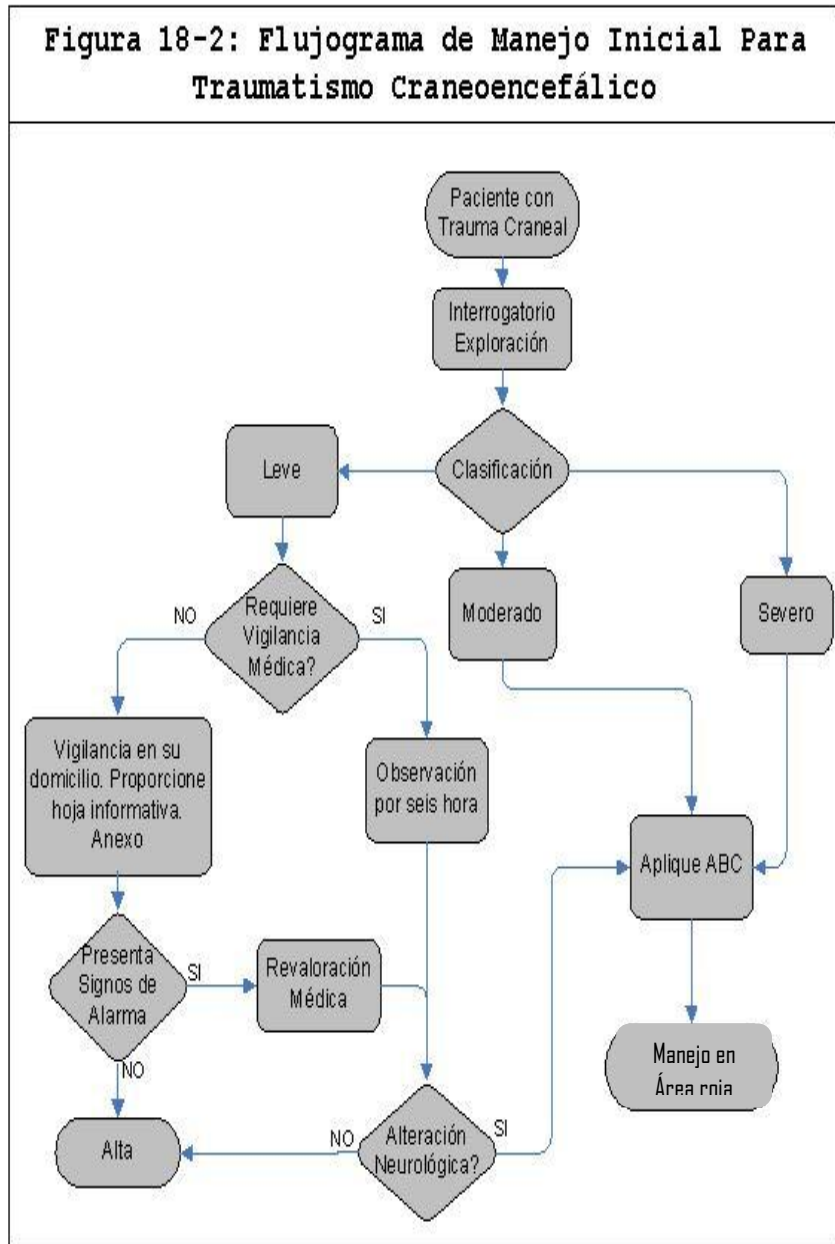 Figura 18-2: Flujograma de Manejo Inicial Para
Traumatismo Craneoencefálico
Paciente con
Trauma Craneal
Interrogatorio
Exploración
Clasificación
Leve
Moderado
Severo
Requiere
Vigilancia
Médica?
NO
SI
Vigilancia en su
domicilio. Proporcione
hoja informativa.
Anexo
Observación
por seis hora
Aplique ABC
Presenta
Signos de
Alarma
SI
Revaloración
Médica
NO
Manejo en
Área roja
Alta
NO
Alteración
Neurológica?
SI